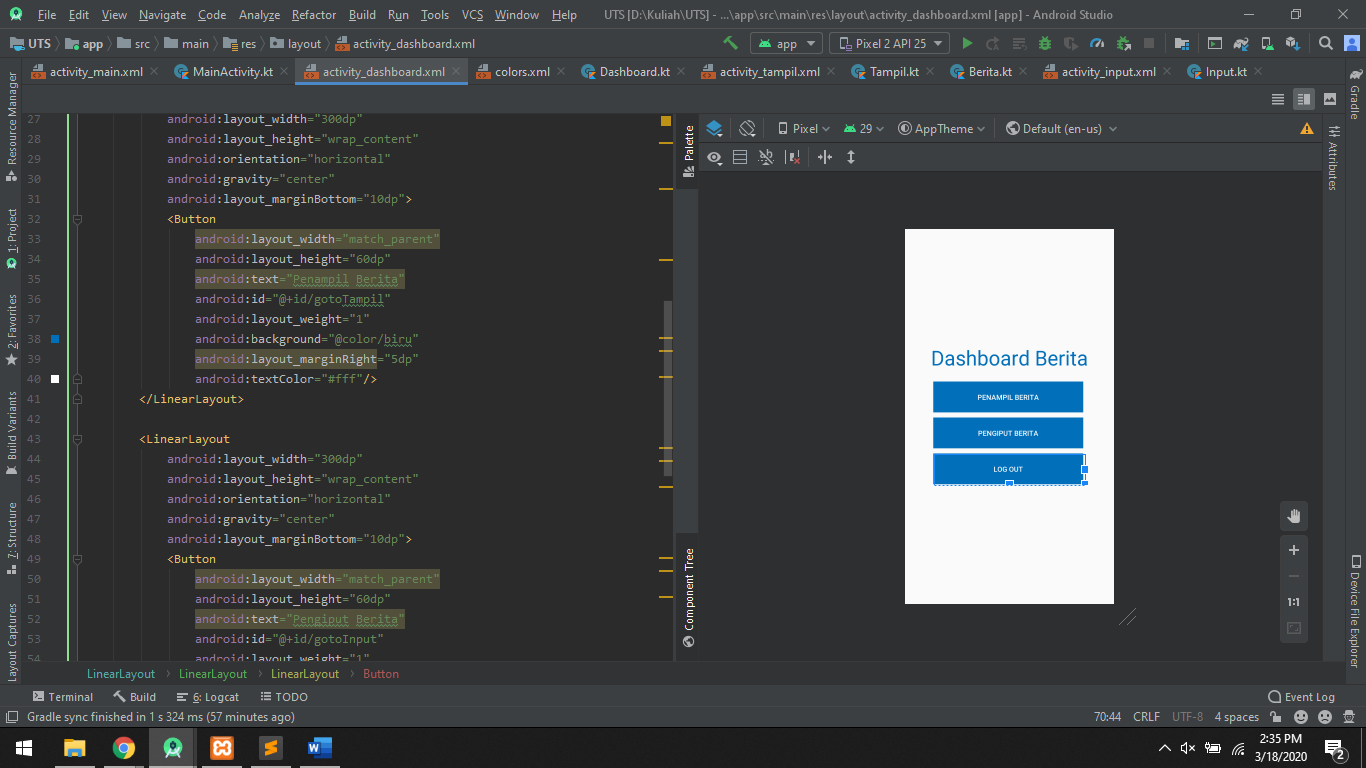 File Edit View Navigate Code Analyze Refactor Build Run Tools VCS Window Help UTS [D:\Kuliah\UTS] - ...\app\src\main\res\layout\activity_dashboard.xml [app] - Android Studio
UTS app src main res layout activity_dashboard.xml app Pixel 2 API 25
activity_main.xml MainActivity.kt activity_dashboard.xml colors.xml Dashboard.kt activity_tampil.xml Tampil.kt Berita.kt activity_input.xml Input.kt
Resource Manager
1: Project
2: Favorites
Build Variants
7: Structure
Layout Captures
27 android:layout_width="300dp"
28 android:layout_height="wrap_content"
29 android:orientation="horizontal"
30 android:gravity="center"
31 android:layout_marginBottom="10dp">
32 <Button
33 android:layout_width="match_parent"
34 android:layout_height="60dp"
35 android:text="Penampil Berita"
36 android:id="@+id/gotoTampil"
37 android:layout_weight="1"
38 android:background="@color/biru"
39 android:layout_marginRight="5dp"
40 android:textColor="#fff"/>
41 </LinearLayout>
42
43 <LinearLayout
44 android:layout_width="300dp"
45 android:layout_height="wrap_content"
46 android:orientation="horizontal"
47 android:gravity="center"
48 android:layout_marginBottom="10dp">
49 <Button
50 android:layout_width="match_parent"
51 android:layout_height="60dp"
52 android:text="Pengiput Berita"
53 android:id="@+id/gotoInput"
54 android:layout_weight="1"
Palette
Component Tree
Pixel 29 AppTheme Default (en-us)
Dashboard Berita
PENAMPIL BERITA
PENGIPUT BERITA
LOG OUT
1:1
Gradle
Attributes
Device File Explorer
LinearLayout LinearLayout LinearLayout Button
Terminal Build 6: Logcat TODO Event Log
Gradle sync finished in 1 s 324 ms (57 minutes ago) 70:44 CRLF UTF-8 4 spaces
2:35 PM
3/18/2020
2